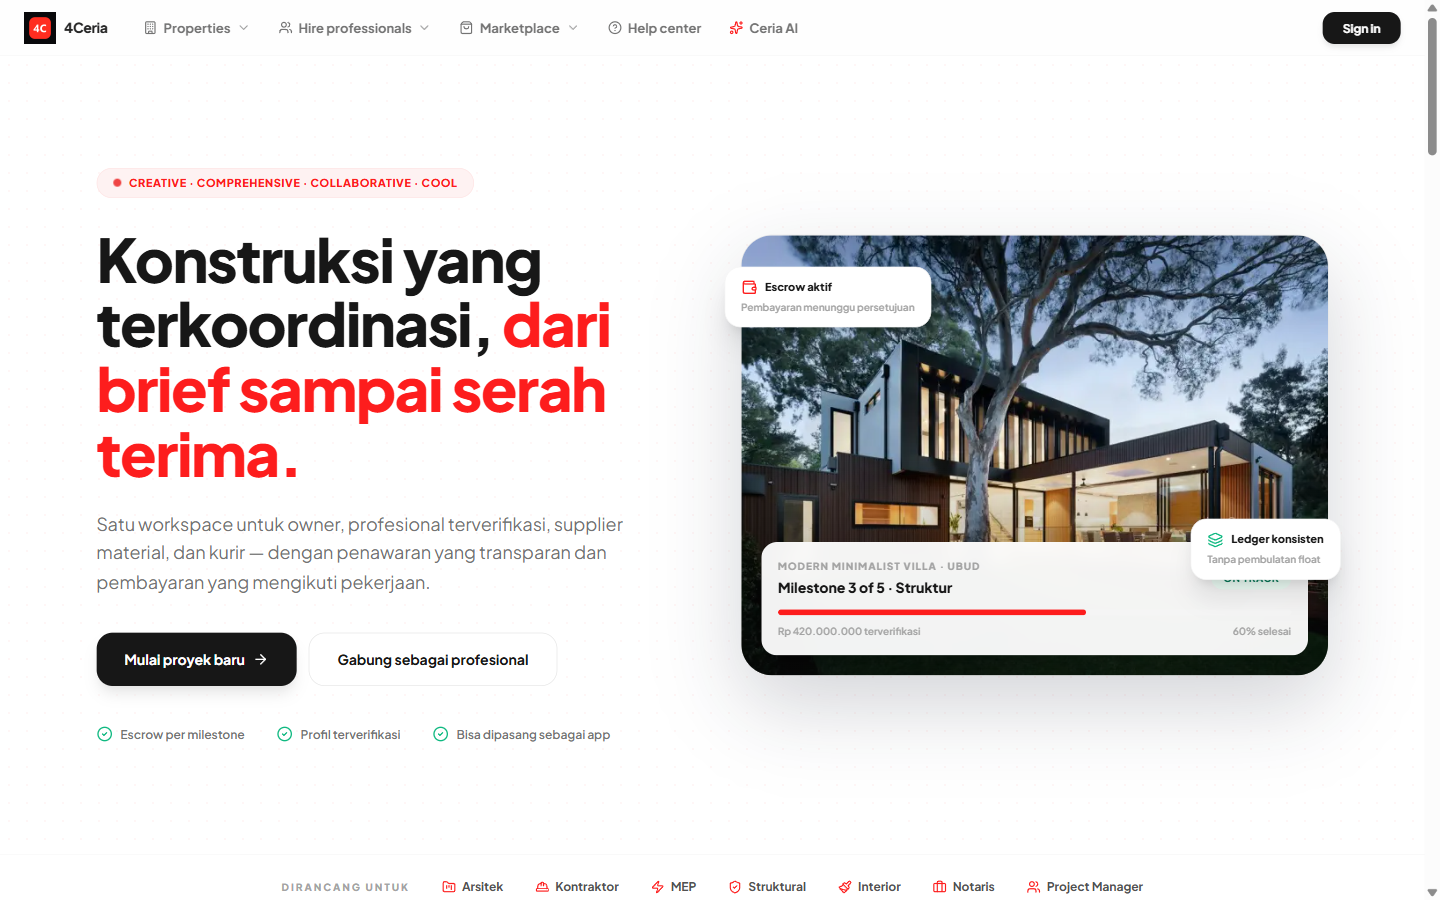 4C 4Ceria Properties Hire professionals Marketplace Help center Ceria AI Sign in
CREATIVE · COMPREHENSIVE · COLLABORATIVE · COOL
Konstruksi yang
terkoordinasi, dari
brief sampai serah
terima.
Satu workspace untuk owner, profesional terverifikasi, supplier
material, dan kurir — dengan penawaran yang transparan dan
pembayaran yang mengikuti pekerjaan.
Mulai proyek baru
Gabung sebagai profesional
Escrow per milestone
Profil terverifikasi
Bisa dipasang sebagai app
Escrow aktif
Pembayaran menunggu persetujuan
Ledger konsisten
Tanpa pembulatan float
MODERN MINIMALIST VILLA · UBUD
ON TRACK
Milestone 3 of 5 · Struktur
Rp 420.000.000 terverifikasi
60% selesai
DIRANCANG UNTUK Arsitek Kontraktor MEP Struktural Interior Notaris Project Manager